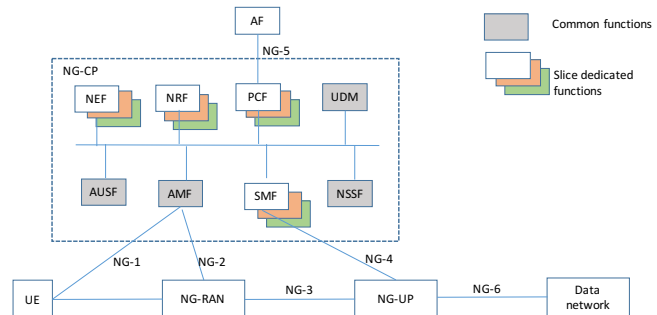 AF
Common functions
NG-5
NG-CP
NEF
NRF
PCF
UDM
Slice dedicated
functions
AUSF
AMF
SMF
NSSF
NG-1
NG-2
NG-4
UE
NG-RAN
NG-3
NG-UP
NG-6
Data
network